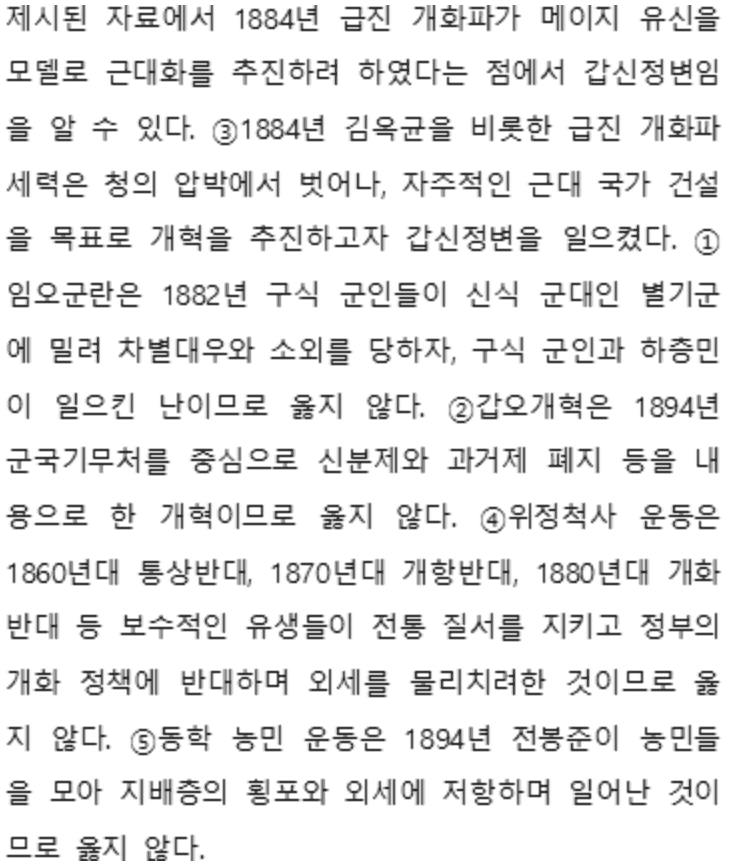 제시된 자료에서 1884년 급진 개화파가 메이지 유신을
모델로 근대화를 추진하려 하였다는 점에서 갑신정변임
을 알 수 있다. ③1884년 김옥균을 비롯한 급진 개화파
세력은 청의 압박에서 벗어나, 자주적인 근대 국가 건설
을 목표로 개혁을 추진하고자 갑신정변을 일으켰다. ①
임오군란은 1882년 구식 군인들이 신식 군대인 별기군
에 밀려 차별대우와 소외를 당하자, 구식 군인과 하층민
이 일으킨 난이므로 옳지 않다. ②갑오개혁은 1894년
군국기무처를 중심으로 신분제와 과거제 폐지 등을 내
용으로 한 개혁이므로 옳지 않다. ④위정척사 운동은
1860년대 통상반대, 1870년대 개항반대, 1880년대 개화
반대 등 보수적인 유생들이 전통 질서를 지키고 정부의
개화 정책에 반대하며 외세를 물리치려한 것이므로 옳
지 않다. ⑤동학 농민 운동은 1894년 전봉준이 농민들
을 모아 지배층의 횡포와 외세에 저항하며 일어난 것이
므로 옳지 않다.